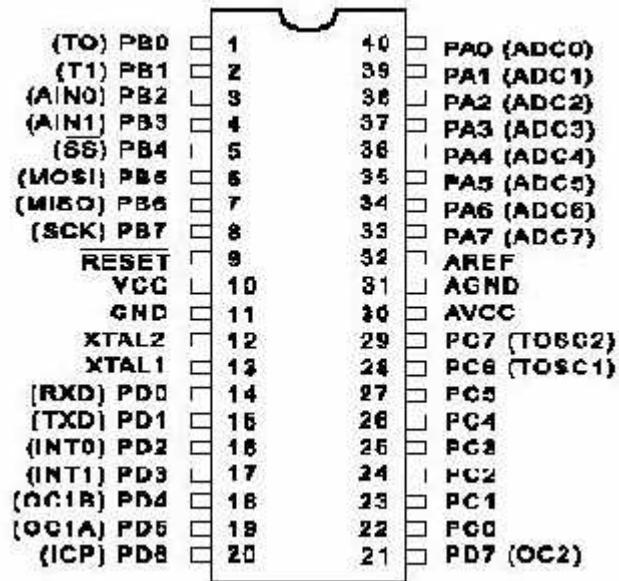 (T0) PB0 1 40 PA0 (ADC0)
(T1) PB1 2 39 PA1 (ADC1)
(AIN0) PB2 3 38 PA2 (ADC2)
(AIN1) PB3 4 37 PA3 (ADC3)
(SS) PB4 5 36 PA4 (ADC4)
(MOSI) PB5 6 35 PA5 (ADC5)
(MISO) PB6 7 34 PA6 (ADC6)
(SCK) PB7 8 33 PA7 (ADC7)
RESET 9 32 AREF
VCC 10 31 AGND
GND 11 30 AVCC
XTAL2 12 29 PC7 (TOSC2)
XTAL1 13 28 PC6 (TOSC1)
(RXD) PD0 14 27 PC5
(TXD) PD1 15 26 PC4
(INT0) PD2 16 25 PC3
(INT1) PD3 17 24 PC2
(OC1B) PD4 18 23 PC1
(OC1A) PD5 19 22 PC0
(ICP) PD6 20 21 PD7 (OC2)